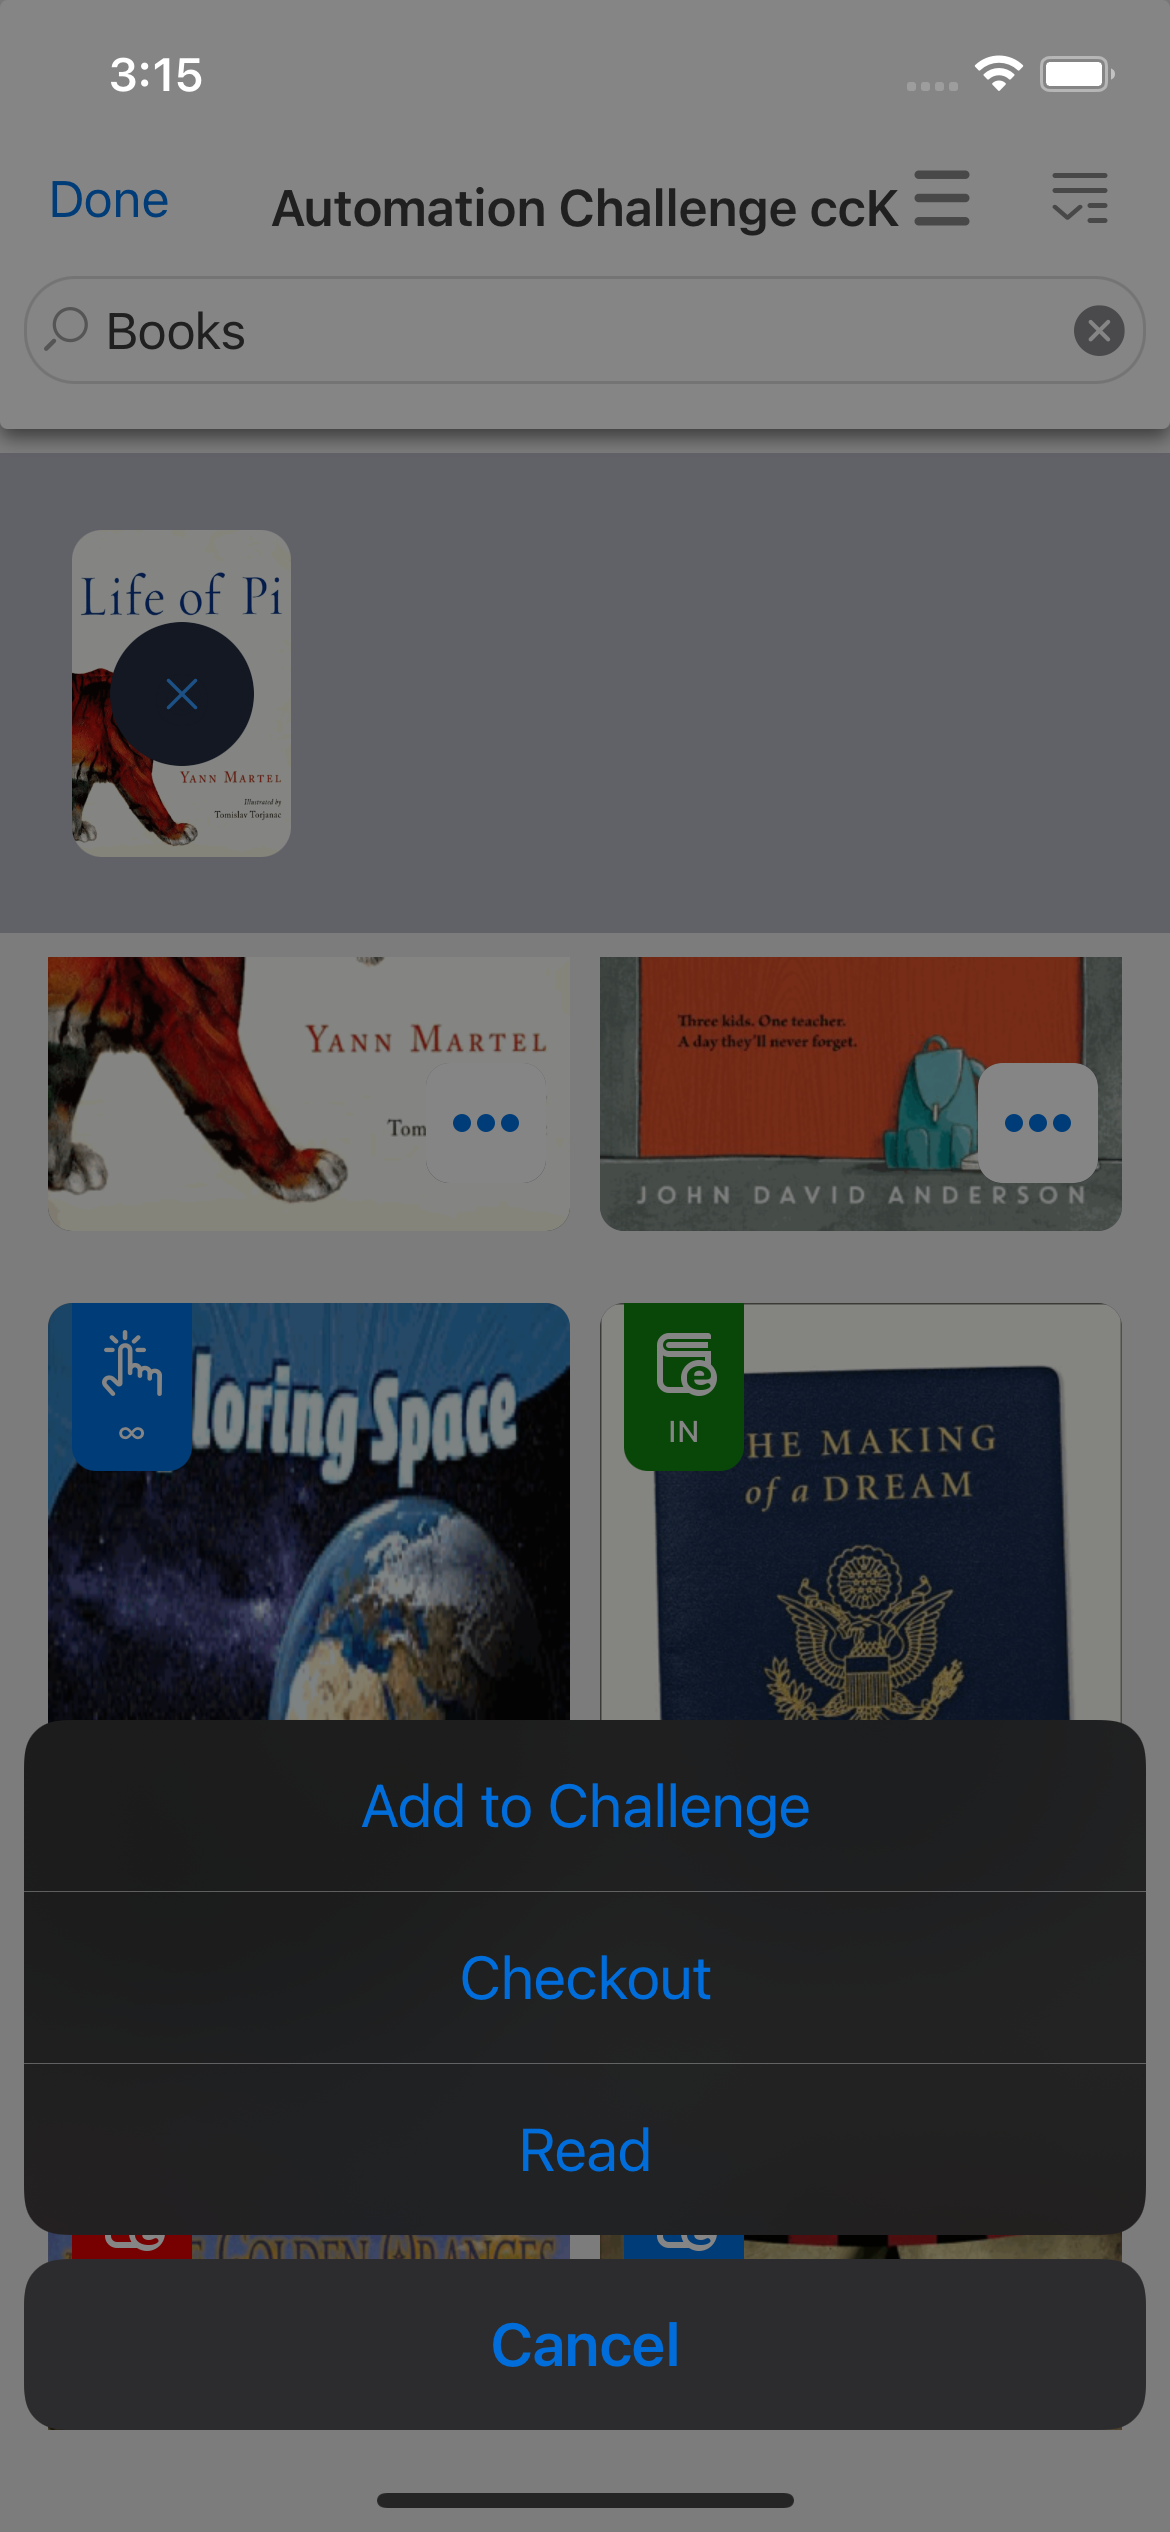 3:15
Done
Automation Challenge ccK
Books
Life of Pi
YANN MARTEL
Illustrated by
Tomislav Torjanac
YANN MARTEL
Tom
Three kids. One teacher.
A day they'll never forget.
JOHN DAVID ANDERSON
∞
loring Space
IN
HE MAKING
of a DREAM
Add to Challenge
Checkout
Read
GOLDEN ORANGES
Cancel